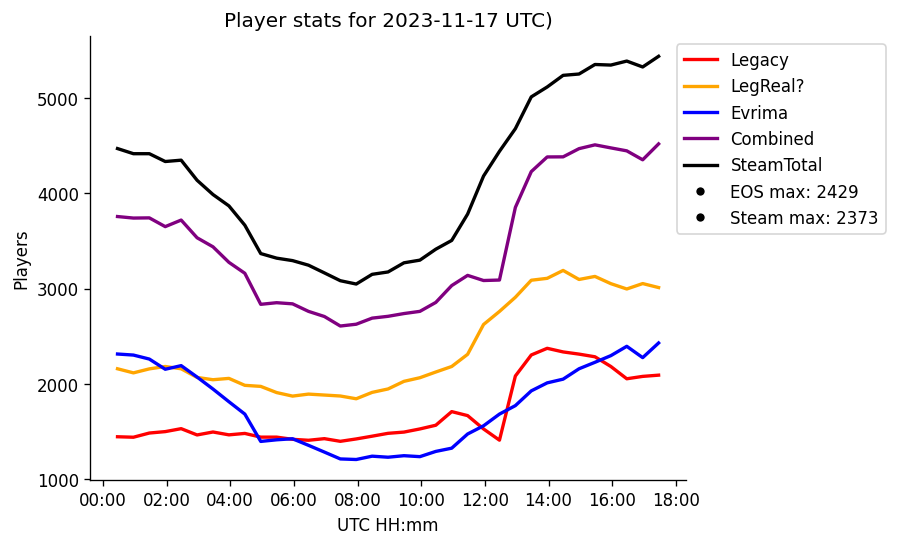 Player stats for 2023-11-17 UTC)
Legacy
LegReal?
Evrima
Combined
SteamTotal
EOS max: 2429
Steam max: 2373
Players
5000
4000
3000
2000
1000
00:00 02:00 04:00 06:00 08:00 10:00 12:00 14:00 16:00 18:00
UTC HH:mm